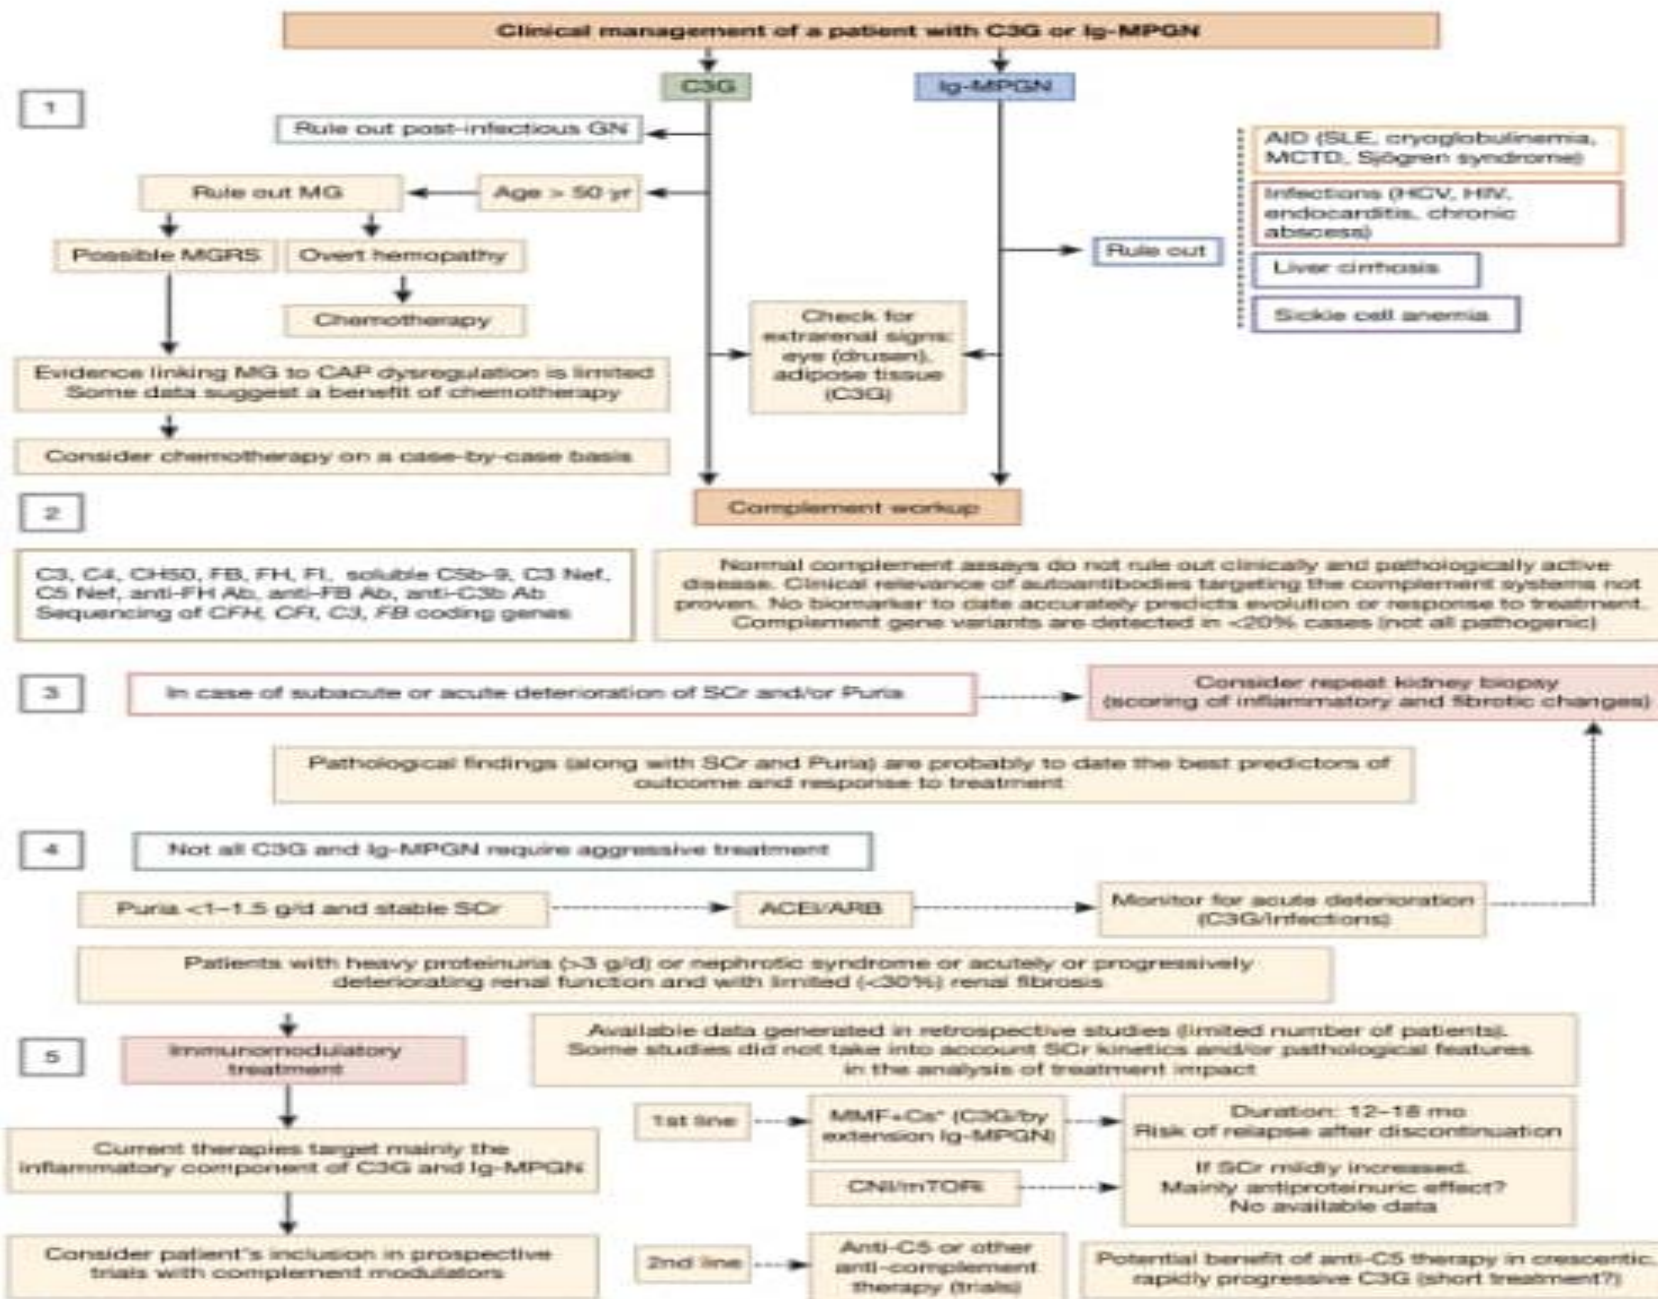 Clinical management of a patient with C3G or Ig-MPGN
C3G
Ig-MPGN
1
Rule out post-infectious GN
Age > 50 yr
Rule out MG
Possible MGRS
Overt hemopathy
Chemotherapy
Evidence linking MG to CAP dysregulation is limited
Some data suggest a benefit of chemotherapy
Consider chemotherapy on a case-by-case basis
Check for
extrarenal signs:
eye (drusen),
adipose tissue
(C3G)
Rule out
AID (SLE, cryoglobulinemia,
MCTD, Sjögren syndrome)
Infections (HCV, HIV,
endocarditis, chronic
abscess)
Liver cirrhosis
Sickle cell anemia
Complement workup
2
C3, C4, CH50, FB, FH, FI, soluble C5b-9, C3 Nef,
C5 Nef, anti-FH Ab, anti-FB Ab, anti-C3b Ab
Sequencing of CFH, CFI, C3, FB coding genes
Normal complement assays do not rule out clinically and pathologically active
disease. Clinical relevance of autoantibodies targeting the complement systems not
proven. No biomarker to date accurately predicts evolution or response to treatment.
Complement gene variants are detected in <20% cases (not all pathogenic)
3
In case of subacute or acute deterioration of SCr and/or Puria
Consider repeat kidney biopsy
(scoring of inflammatory and fibrotic changes)
Pathological findings (along with SCr and Puria) are probably to date the best predictors of
outcome and response to treatment
4
Not all C3G and Ig-MPGN require aggressive treatment
Puria <1–1.5 g/d and stable SCr
ACEI/ARB
Monitor for acute deterioration
(C3G/Infections)
Patients with heavy proteinuria (>3 g/d) or nephrotic syndrome or acutely or progressively
deteriorating renal function and with limited (<30%) renal fibrosis
5
Immunomodulatory
treatment
Current therapies target mainly the
inflammatory component of C3G and Ig-MPGN
Consider patient's inclusion in prospective
trials with complement modulators
Available data generated in retrospective studies (limited number of patients).
Some studies did not take into account SCr kinetics and/or pathological features
in the analysis of treatment impact
1st line
MMF+Cs* (C3G/by
extension Ig-MPGN)
Duration: 12–18 mo
Risk of relapse after discontinuation
CNI/mTORi
If SCr mildly increased.
Mainly antiproteinuric effect?
No available data
2nd line
Anti-C5 or other
anti-complement
therapy (trials)
Potential benefit of anti-C5 therapy in crescentic,
rapidly progressive C3G (short treatment?)